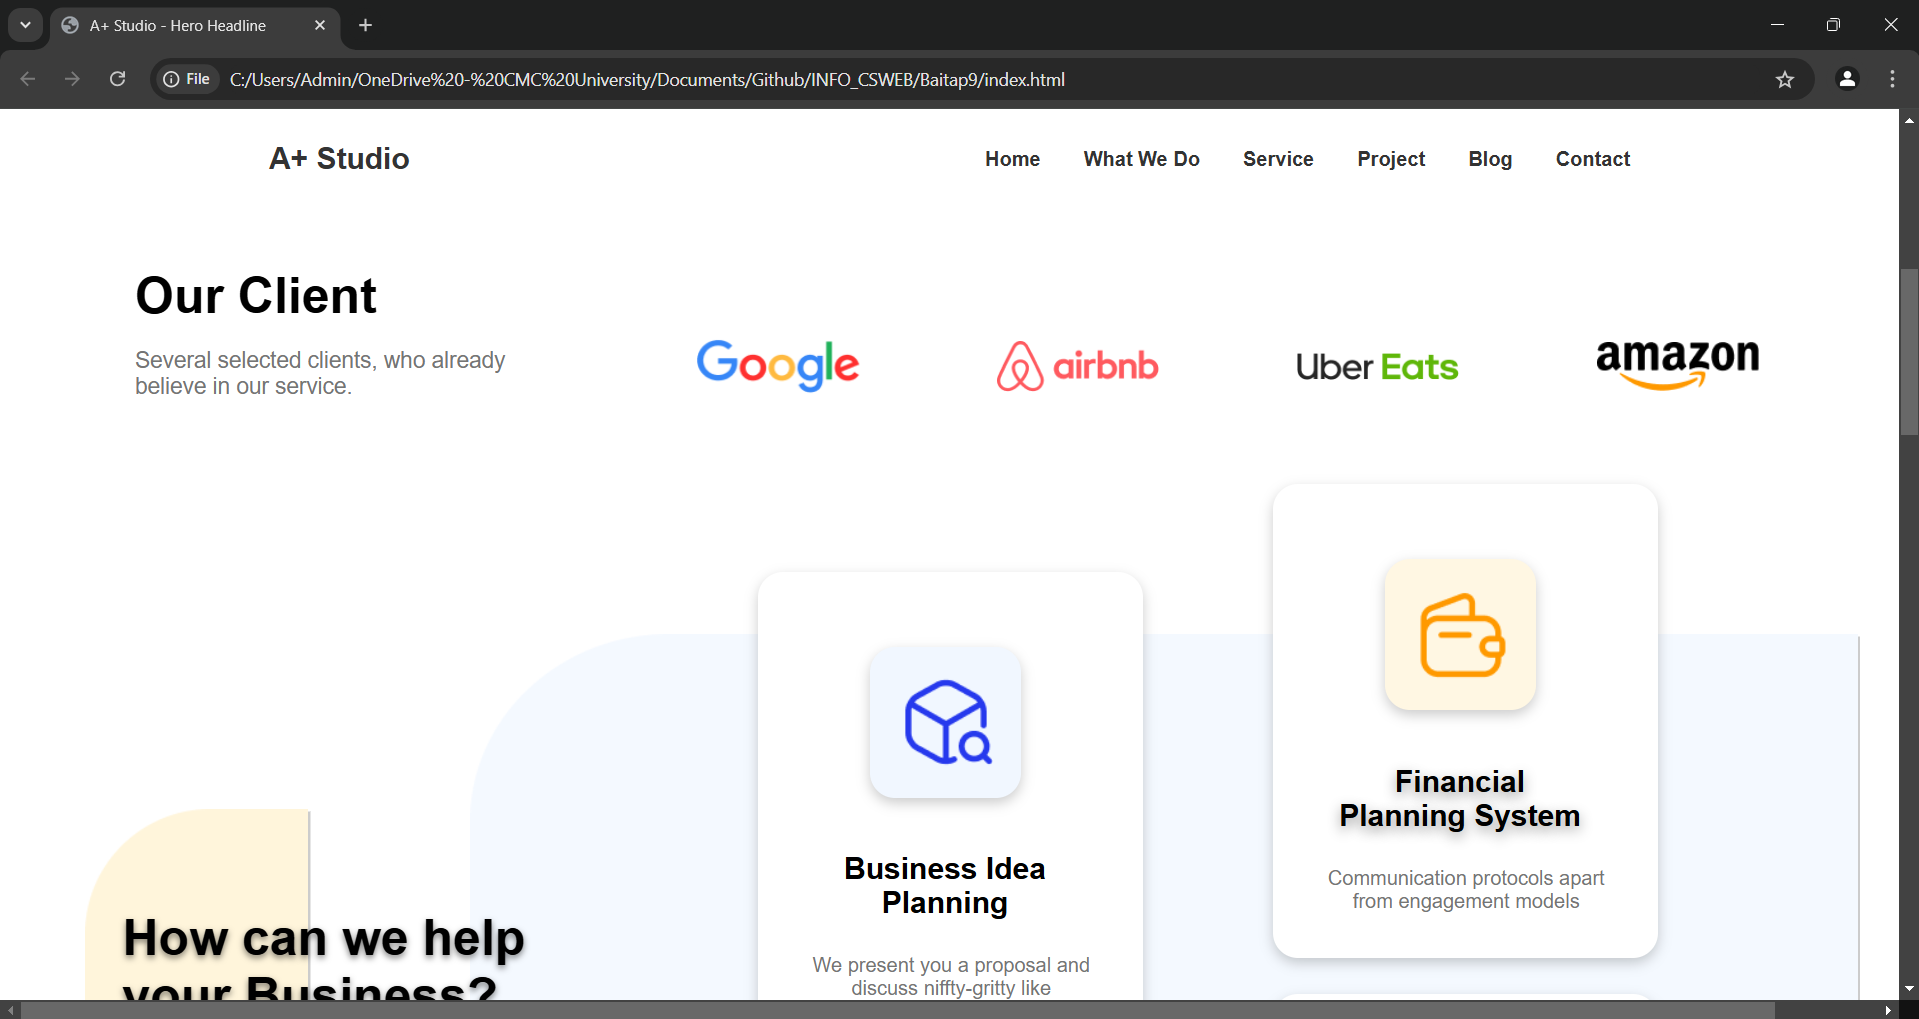 A+ Studio - Hero Headline
File
C:/Users/Admin/OneDrive%20-%20CMC%20University/Documents/Github/INFO_CSWEB/Baitap9/index.html
A+ Studio
Home
What We Do
Service
Project
Blog
Contact
Our Client
Several selected clients, who already
believe in our service.
Google
airbnb
Uber Eats
amazon
Financial
Planning System
Communication protocols apart
from engagement models
Business Idea
Planning
We present you a proposal and
discuss niffty-gritty like
How can we help
your Business?